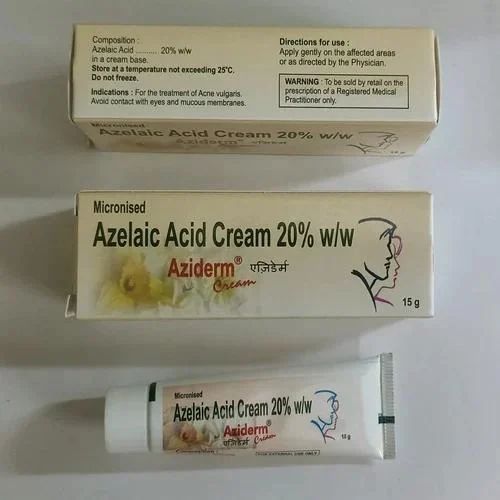 Composition :
Azelaic Acid .......... 20% w/w
in a cream base.
Store at a temperature not exceeding 25°C.
Do not freeze.
Indications : For the treatment of Acne vulgaris.
Avoid contact with eyes and mucous membranes.
Directions for use :
Apply gently on the affected areas
or as directed by the Physician.
WARNING : To be sold by retail on the
prescription of a Registered Medical
Practitioner only.
Micronised
Azelaic Acid Cream 20% w/w
Aziderm®
15 g
Micronised
Azelaic Acid Cream 20% w/w
Aziderm® एज़िडेर्म
Cream
15 g
Micronised
Azelaic Acid Cream 20% w/w
Aziderm®
एज़िडेर्म Cream
15 g
Composition :
FOR EXTERNAL USE ONLY